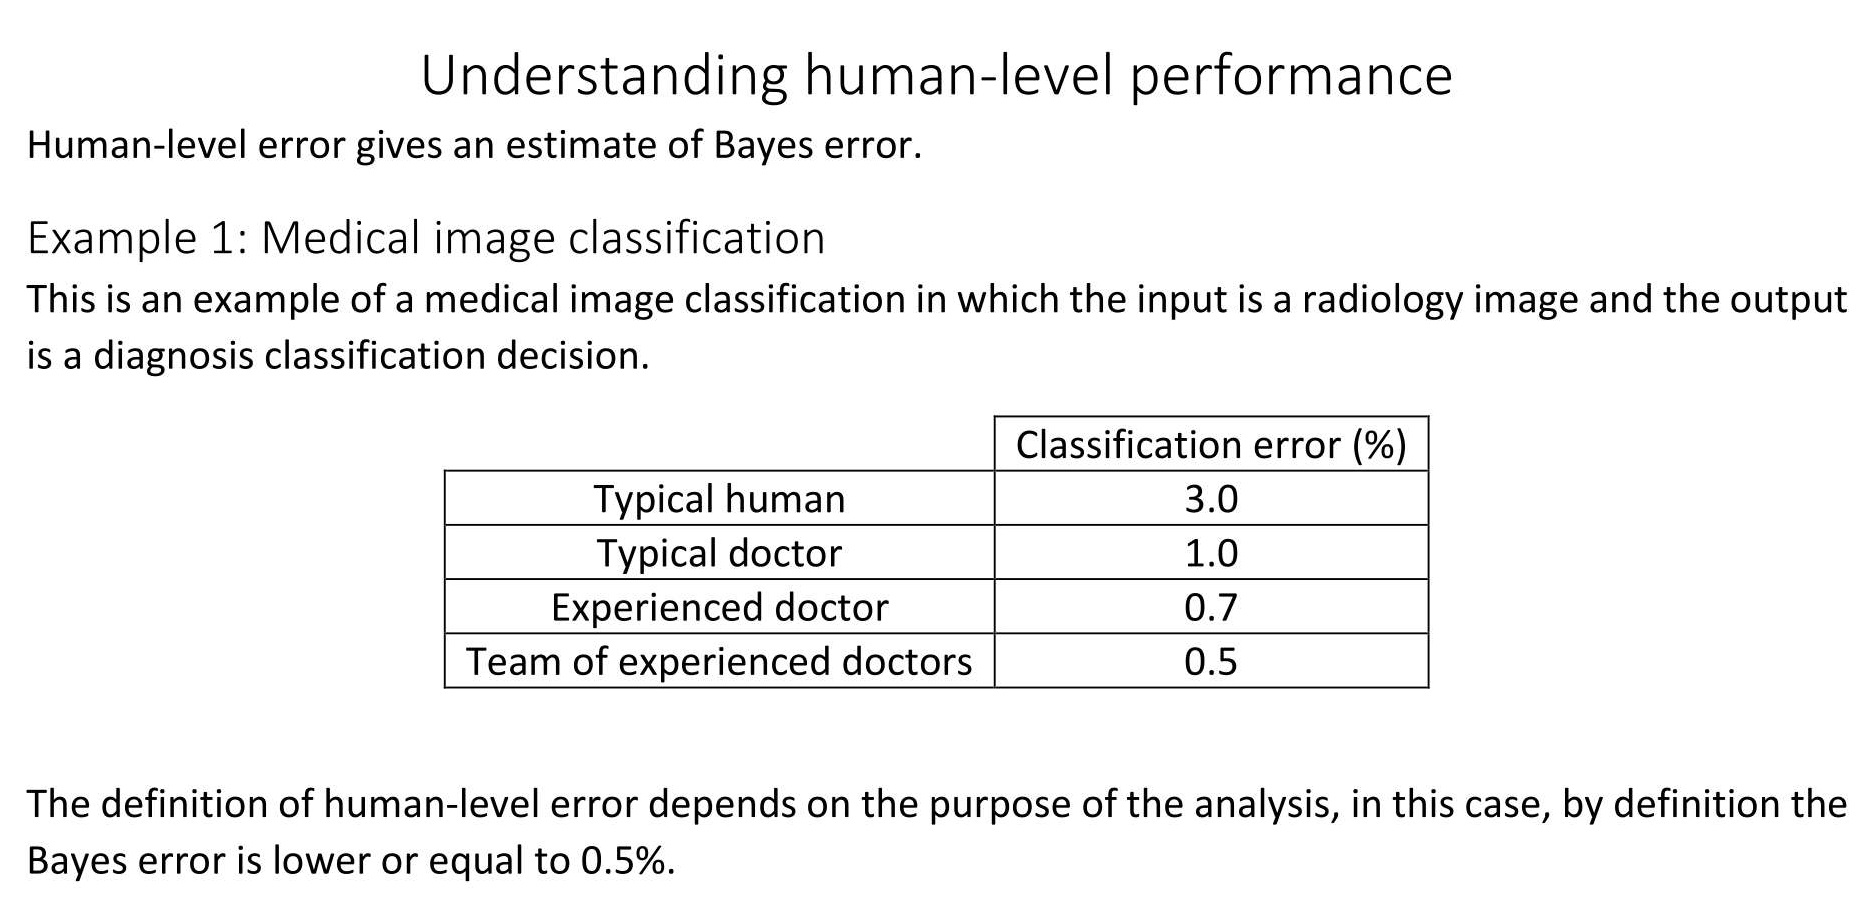 Understanding human-level performance
Human-level error gives an estimate of Bayes error.
Example 1: Medical image classification
This is an example of a medical image classification in which the input is a radiology image and the output
is a diagnosis classification decision.
Classification error (%)
Typical human 3.0
Typical doctor 1.0
Experienced doctor 0.7
Team of experienced doctors 0.5
The definition of human-level error depends on the purpose of the analysis, in this case, by definition the
Bayes error is lower or equal to 0.5%.